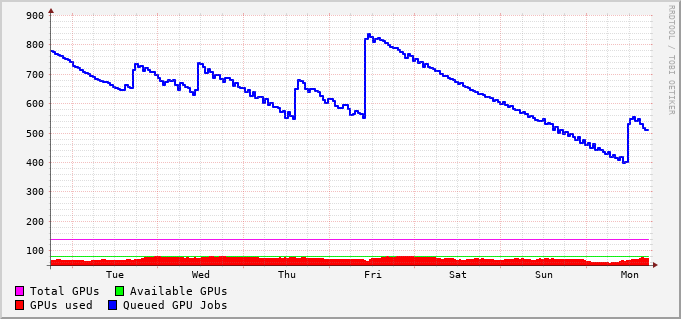 900
800
700
600
500
400
300
200
100
Tue Wed Thu Fri Sat Sun Mon
Total GPUs Available GPUs
GPUs used Queued GPU Jobs
RRDTOOL / TOBI OETIKER